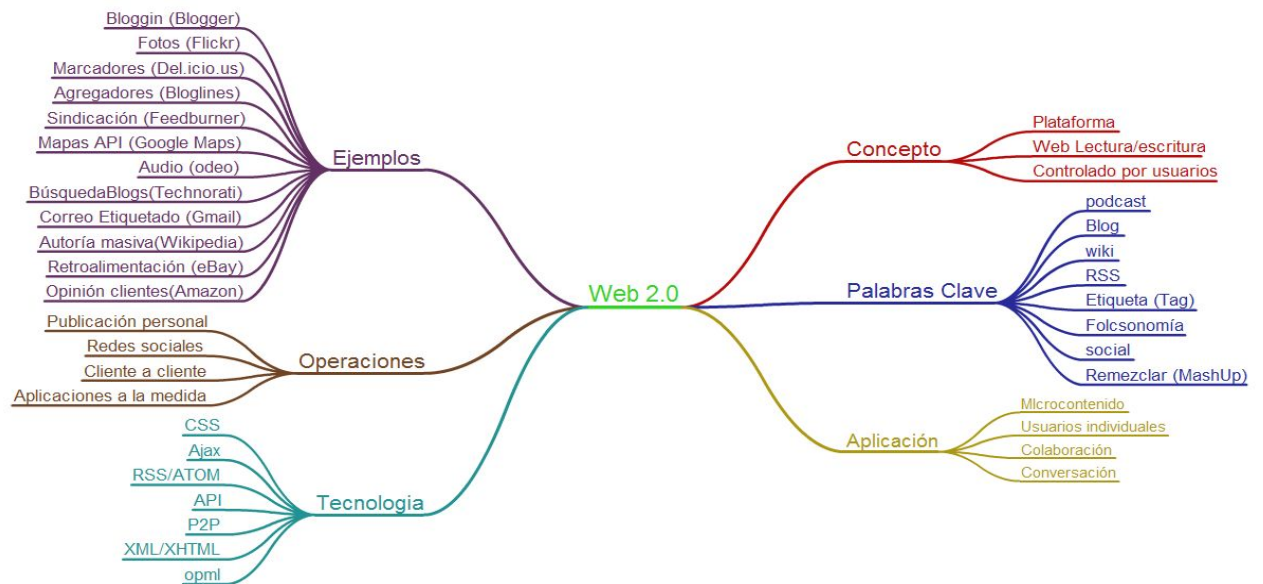 Web 2.0
Ejemplos
Bloggin (Blogger)
Fotos (Flickr)
Marcadores (Del.icio.us)
Agregadores (Bloglines)
Sindicación (Feedburner)
Mapas API (Google Maps)
Audio (odeo)
BúsquedaBlogs(Technorati)
Correo Etiquetado (Gmail)
Autoría masiva(Wikipedia)
Retroalimentación (eBay)
Opinión clientes(Amazon)
Operaciones
Publicación personal
Redes sociales
Cliente a cliente
Aplicaciones a la medida
Tecnologia
CSS
Ajax
RSS/ATOM
API
P2P
XML/XHTML
opml
Concepto
Plataforma
Web Lectura/escritura
Controlado por usuarios
Palabras Clave
podcast
Blog
wiki
RSS
Etiqueta (Tag)
Folcsonomía
social
Remezclar (MashUp)
Aplicación
MIcrocontenido
Usuarios individuales
Colaboración
Conversación